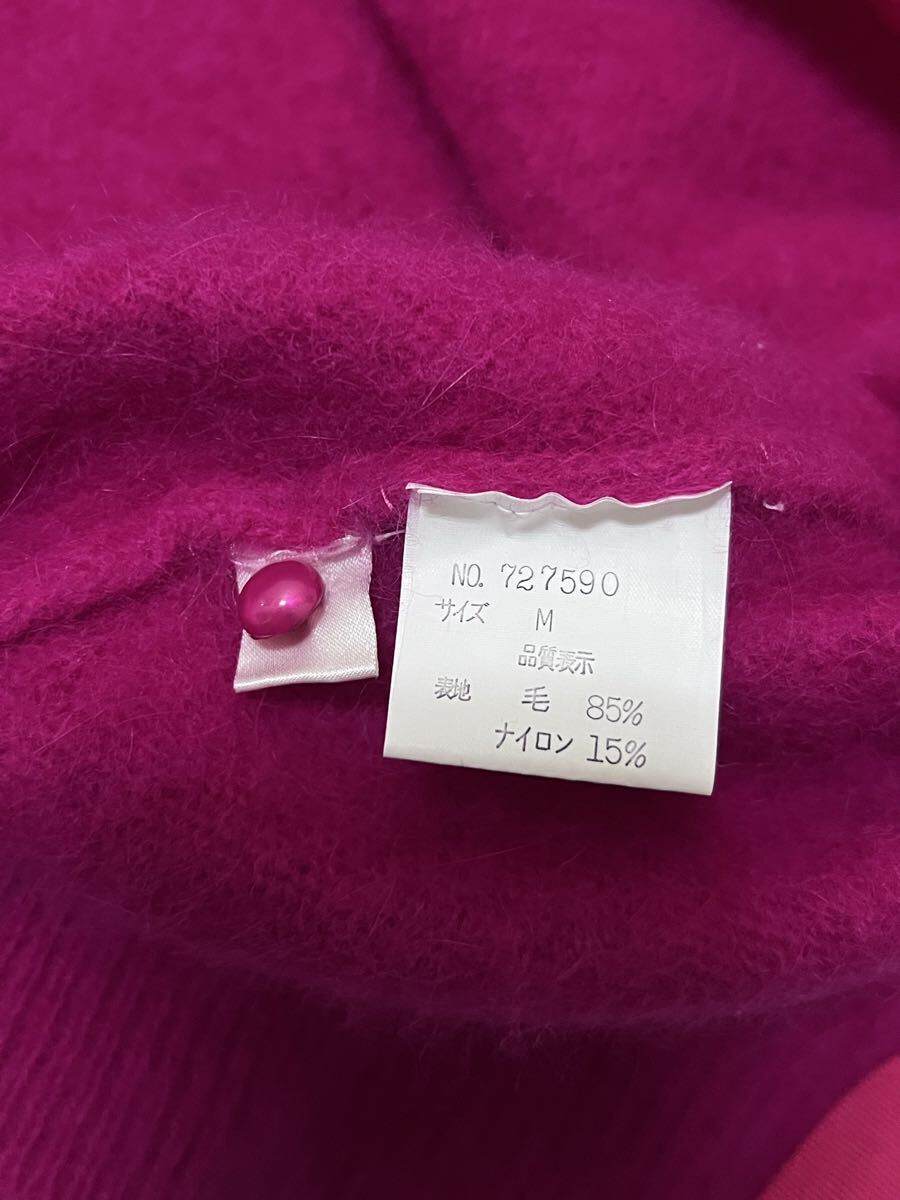 NO. 727590
サイズ M
品質表示
表地 毛 85%
ナイロン 15%